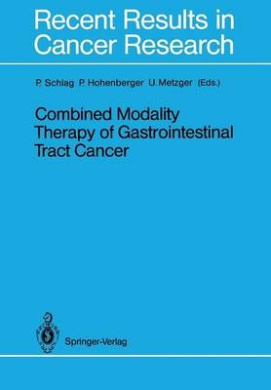 Recent Results in
Cancer Research
P. Schlag P. Hohenberger U. Metzger (Eds.)
Combined Modality
Therapy of Gastrointestinal
Tract Cancer
Springer-Verlag